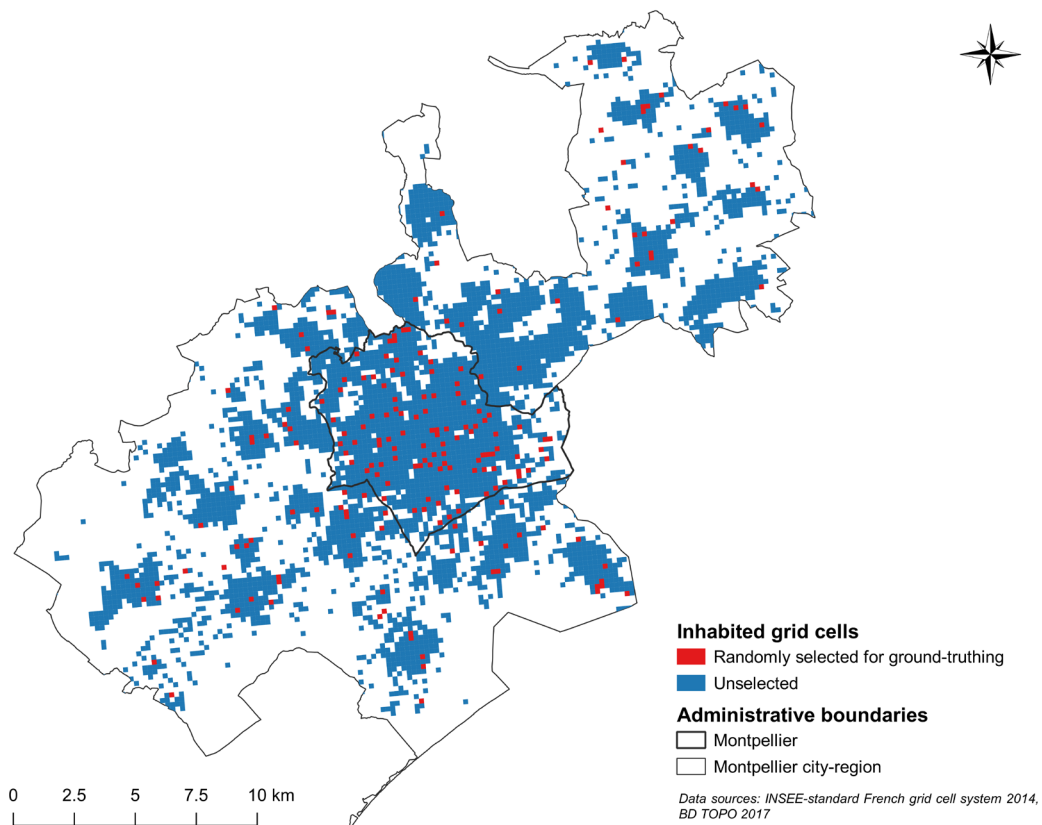 Inhabited grid cells
Randomly selected for ground-truthing
Unselected
Administrative boundaries
Montpellier
Montpellier city-region
0 2.5 5 7.5 10 km
Data sources: INSEE-standard French grid cell system 2014,
BD TOPO 2017